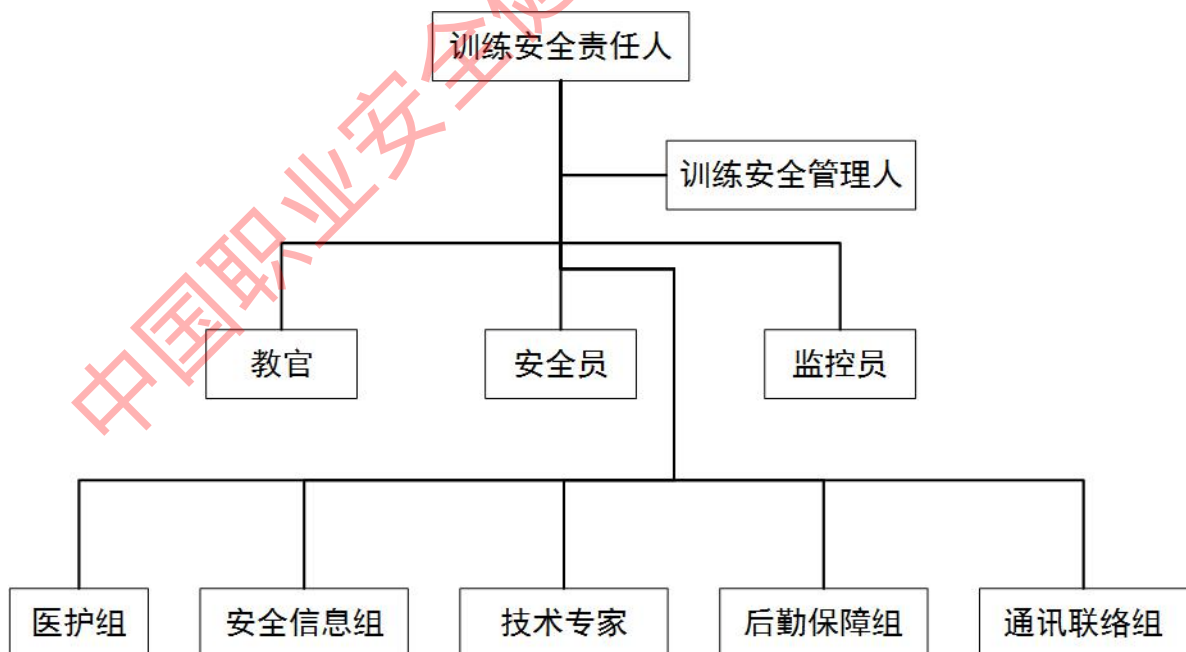 训练安全责任人
训练安全管理人
教官
安全员
监控员
医护组
安全信息组
技术专家
后勤保障组
通讯联络组
中国职业安全健